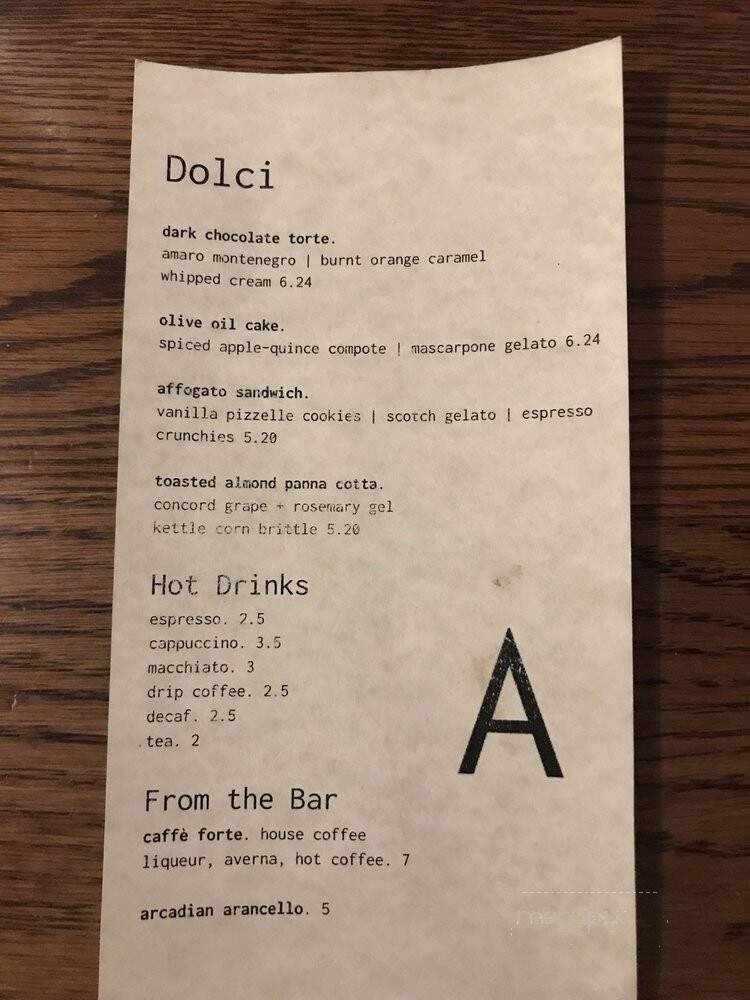 Dolci
dark chocolate torte.
amaro montenegro | burnt orange caramel
whipped cream 6.24
olive oil cake.
spiced apple-quince compote | mascarpone gelato 6.24
affogato sandwich.
vanilla pizzelle cookies | scotch gelato | espresso
crunchies 5.20
toasted almond panna cotta.
concord grape + rosemary gel
kettle corn brittle 5.20
Hot Drinks
espresso. 2.5
cappuccino. 3.5
macchiato. 3
drip coffee. 2.5
decaf. 2.5
tea. 2
A
From the Bar
caffè forte. house coffee
liqueur, averna, hot coffee. 7
arcadian arancello. 5